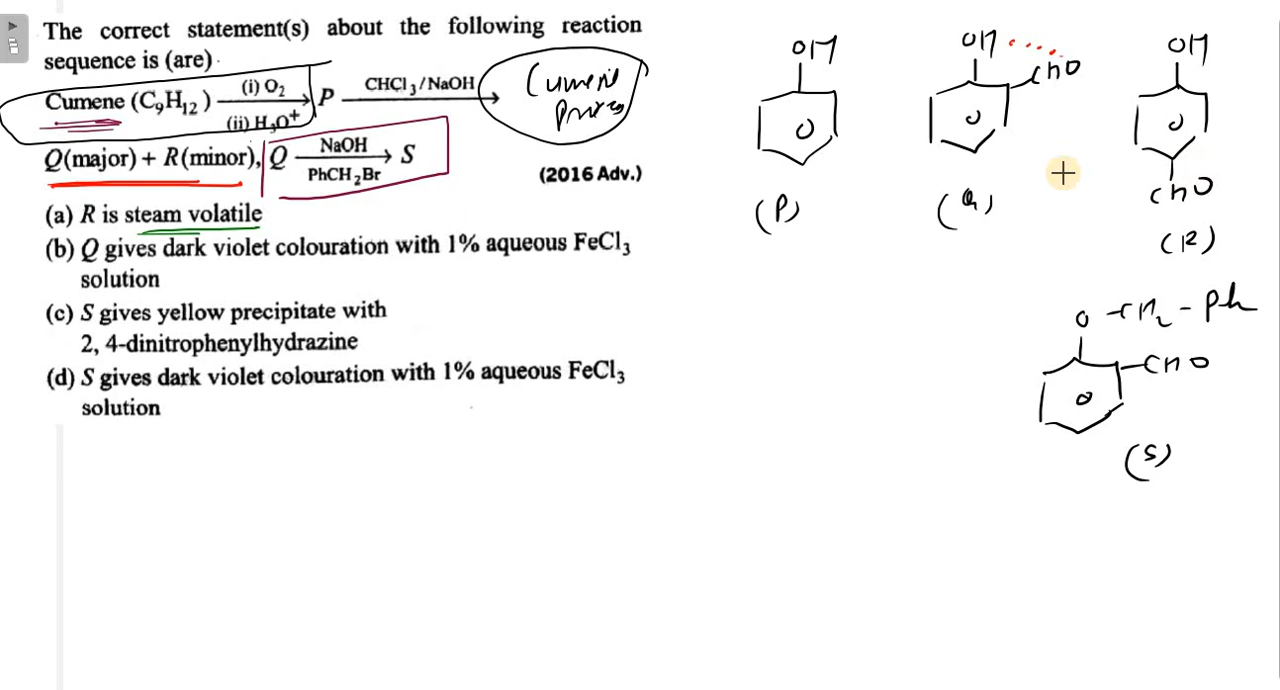 The correct statement(s) about the following reaction
sequence is (are)
Cumene (C₉H₁₂) (i) O₂ (ii) H₃O⁺ → P CHCl₃/NaOH →
Cumene
Q(major) + R(minor), Q NaOH PhCH₂Br → S
(2016 Adv.)
(a) R is steam volatile
(b) Q gives dark violet colouration with 1% aqueous FeCl₃
solution
(c) S gives yellow precipitate with
2, 4-dinitrophenylhydrazine
(d) S gives dark violet colouration with 1% aqueous FeCl₃
solution
OH
(P)
OH
CHO
(Q)
OH
CHO
(R)
O-CH₂-Ph
CHO
(S)